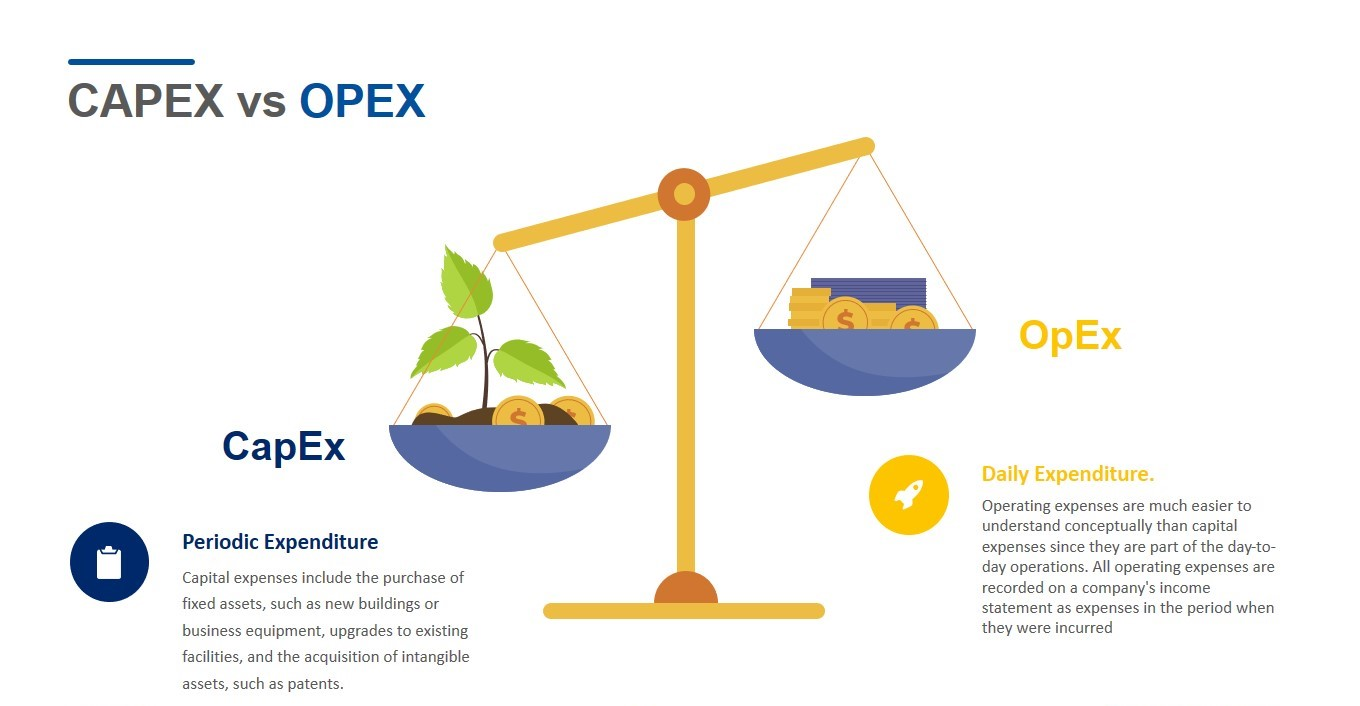 CAPEX vs OPEX
OpEx
CapEx
$
$
$
$
Daily Expenditure.
Operating expenses are much easier to
understand conceptually than capital
expenses since they are part of the day-to-
day operations. All operating expenses are
recorded on a company's income
statement as expenses in the period when
they were incurred
Periodic Expenditure
Capital expenses include the purchase of
fixed assets, such as new buildings or
business equipment, upgrades to existing
facilities, and the acquisition of intangible
assets, such as patents.